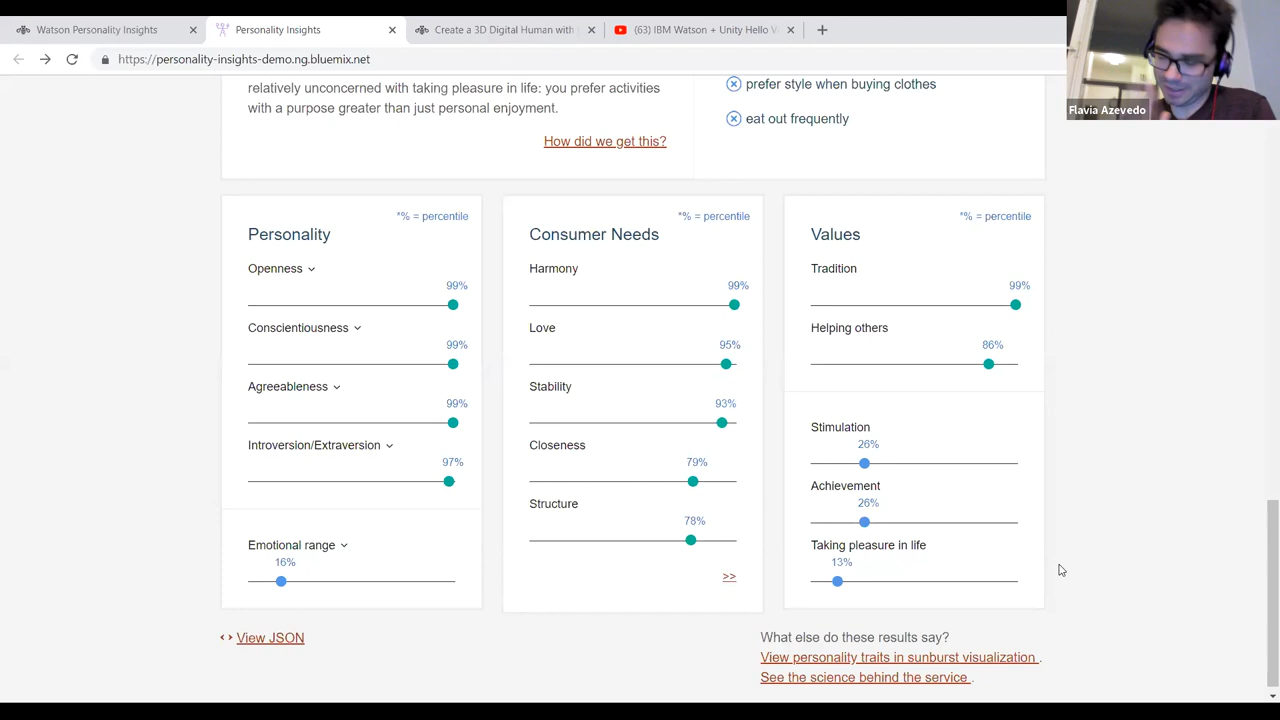 Watson Personality Insights
Personality Insights
Create a 3D Digital Human with
(63) IBM Watson + Unity Hello V
https://personality-insights-demo.ng.bluemix.net
Flavia Azevedo
relatively unconcerned with taking pleasure in life: you prefer activities
with a purpose greater than just personal enjoyment.
How did we get this?
prefer style when buying clothes
eat out frequently
*% = percentile
Personality
Openness
99%
Conscientiousness
99%
Agreeableness
99%
Introversion/Extraversion
97%
Emotional range
16%
*% = percentile
Consumer Needs
Harmony
99%
Love
95%
Stability
93%
Closeness
79%
Structure
78%
>>
*% = percentile
Values
Tradition
99%
Helping others
86%
Stimulation
26%
Achievement
26%
Taking pleasure in life
13%
View JSON
What else do these results say?
View personality traits in sunburst visualization .
See the science behind the service .